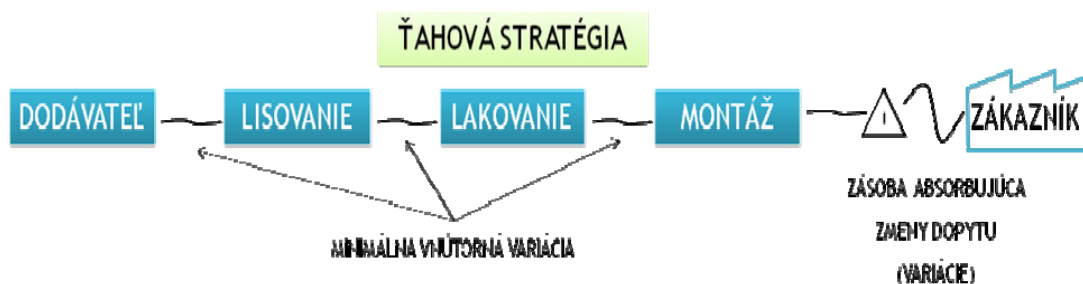 ŤAHOVÁ STRATÉGIA
DODÁVATEĽ
LISOVANIE
LAKOVANIE
MONTÁŽ
ZÁKAZNÍK
MINIMÁLNA VNÚTORNÁ VARIÁCIA
ZÁSOBA ABSORBUJÚCA
ZMENY DOPYTU
(VARIÁCIE)